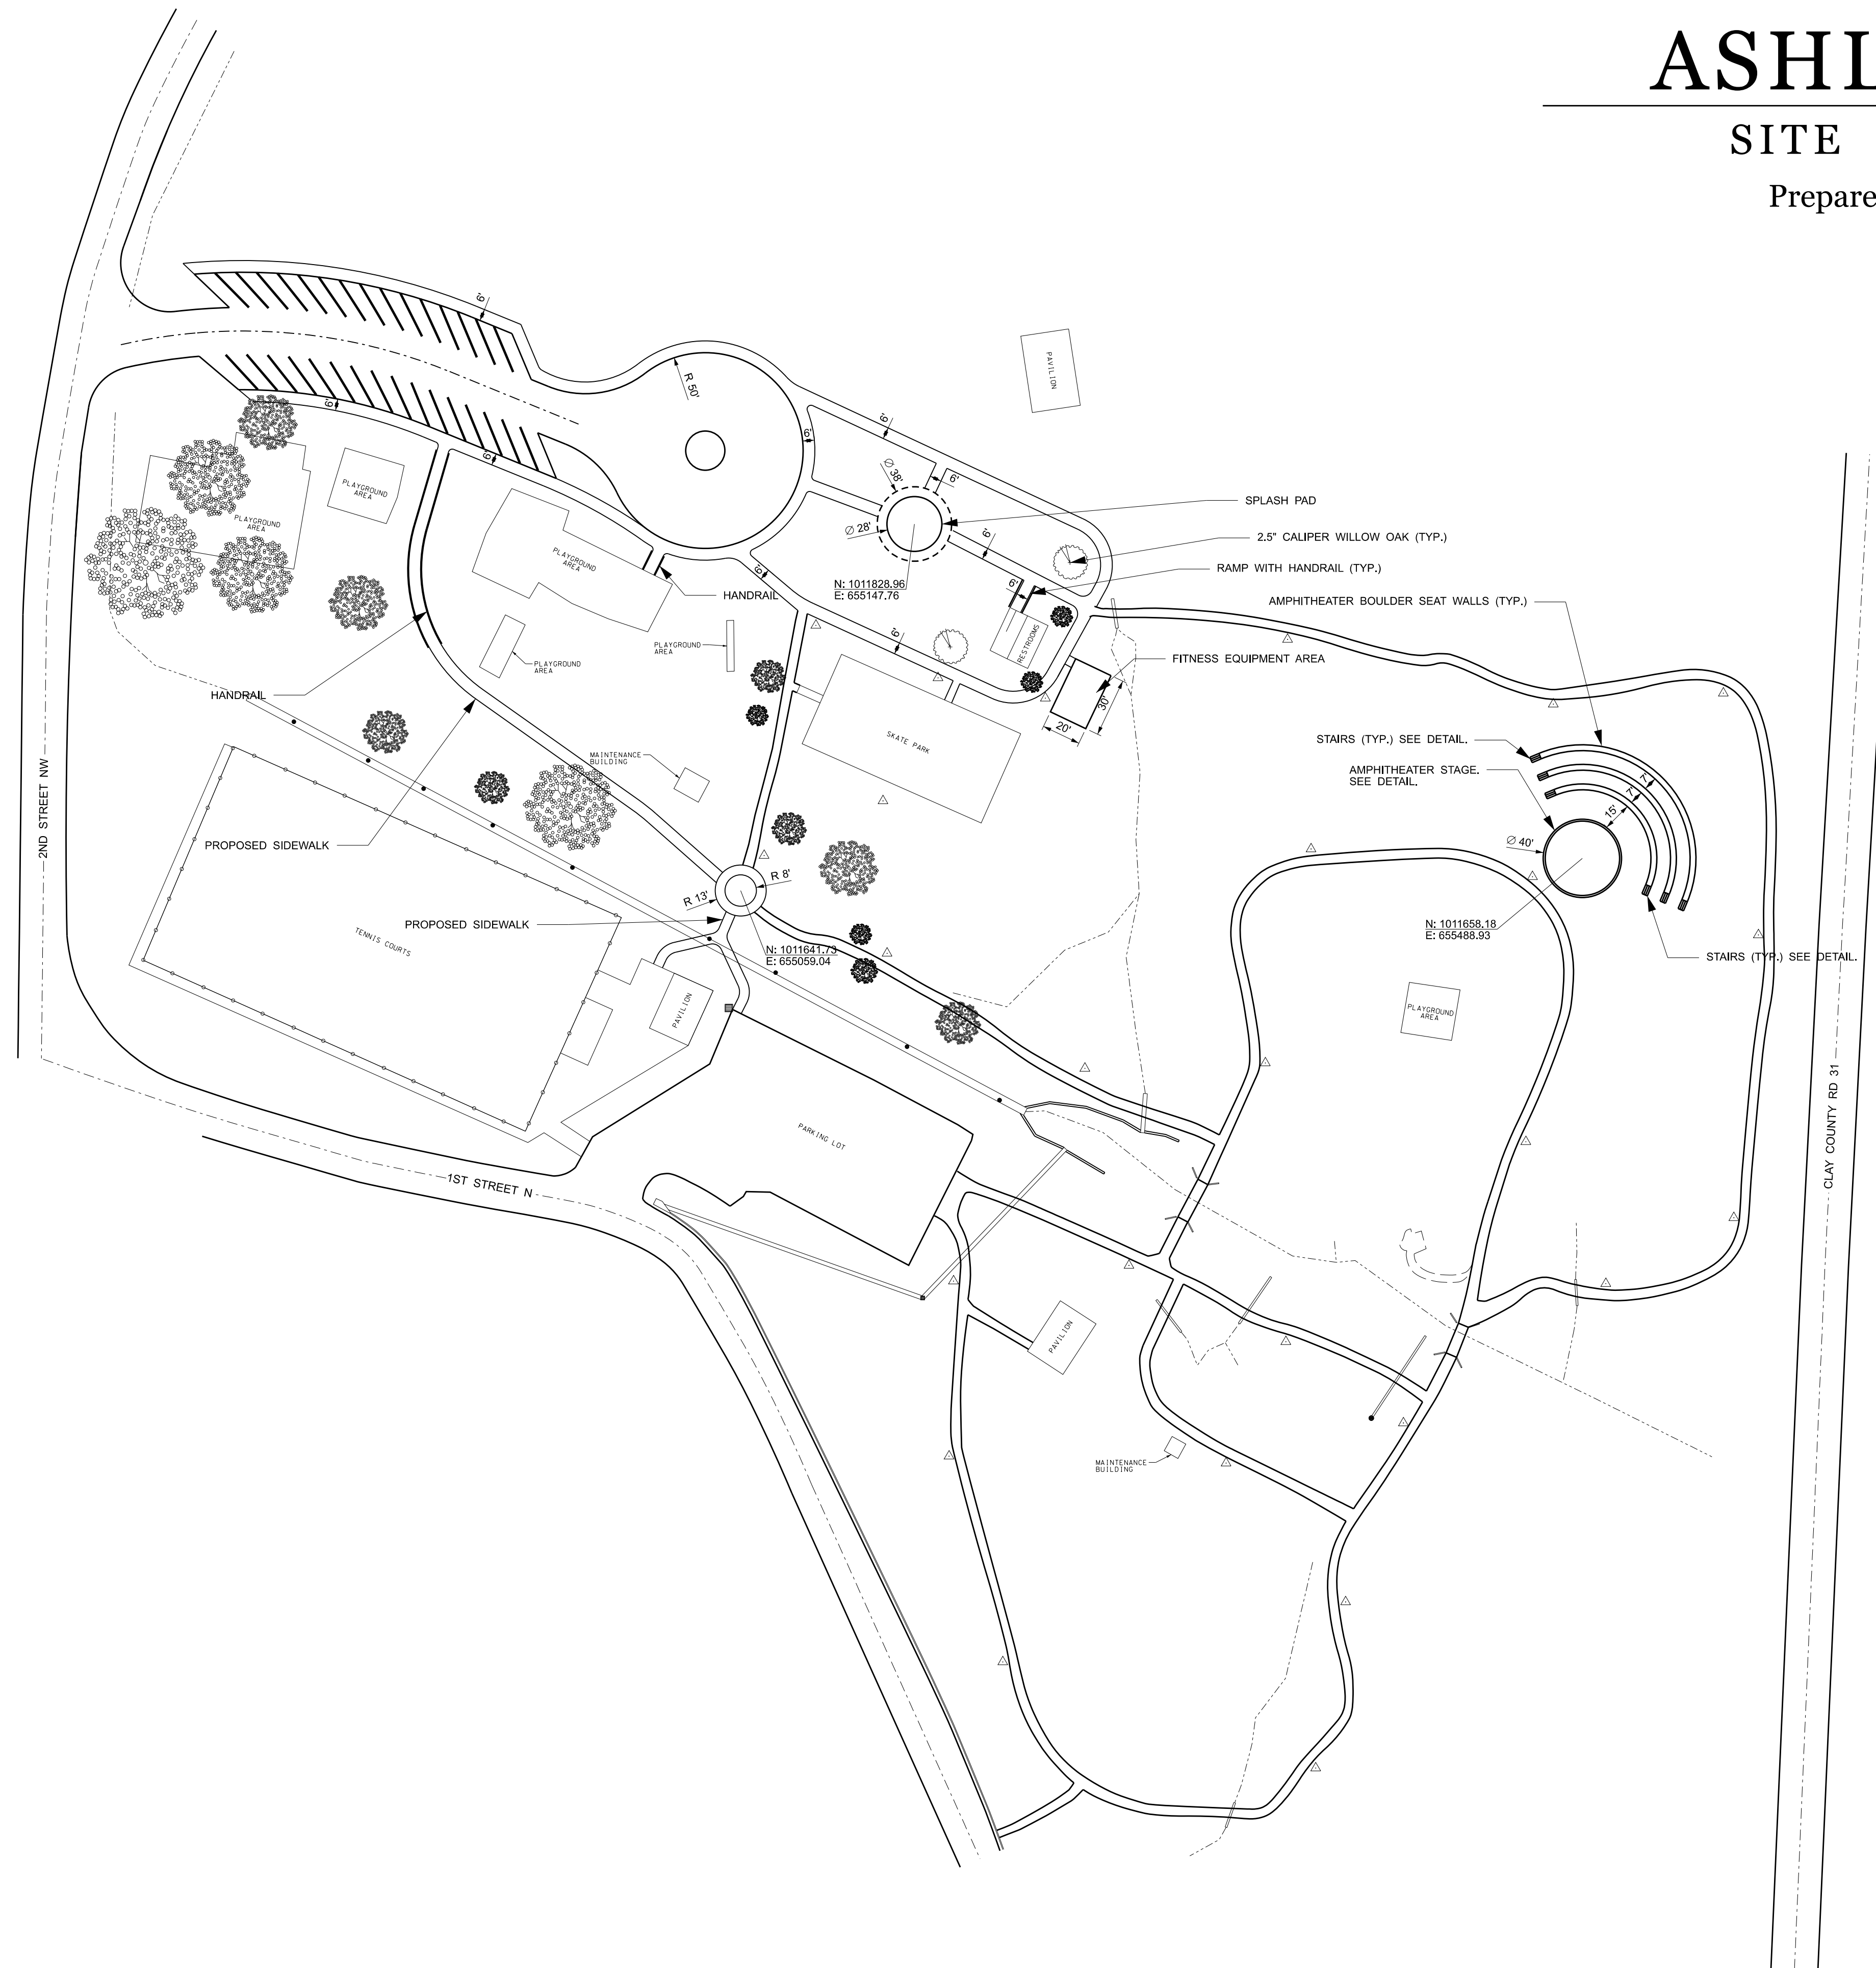 ASHL
SITE
Prepare
6'
R 50'
PAVILION
6'
6'
6'
6'
6'
Ø 38'
SPLASH PAD
PLAYGROUND
AREA
PLAYGROUND
AREA
Ø 28'
6'
2.5" CALIPER WILLOW OAK (TYP.)
PLAYGROUND
AREA
6'
RAMP WITH HANDRAIL (TYP.)
N: 1011828.96
E: 655147.76
6'
HANDRAIL
AMPHITHEATER BOULDER SEAT WALLS (TYP.)
6'
RESTROOMS
PLAYGROUND
AREA
PLAYGROUND
AREA
FITNESS EQUIPMENT AREA
HANDRAIL
30'
20'
SKATE PARK
STAIRS (TYP.) SEE DETAIL.
MAINTENANCE
BUILDING
AMPHITHEATER STAGE.
SEE DETAIL.
7'
7'
15'
2ND STREET NW
PROPOSED SIDEWALK
Ø 40'
R 8'
R 13'
PROPOSED SIDEWALK
N: 1011658.18
E: 655488.93
TENNIS COURTS
N: 1011641.73
E: 655059.04
STAIRS (TYP.) SEE DETAIL.
PAVILION
PLAYGROUND
AREA
CLAY COUNTY RD 31
PARKING LOT
1ST STREET N
PAVILION
MAINTENANCE
BUILDING